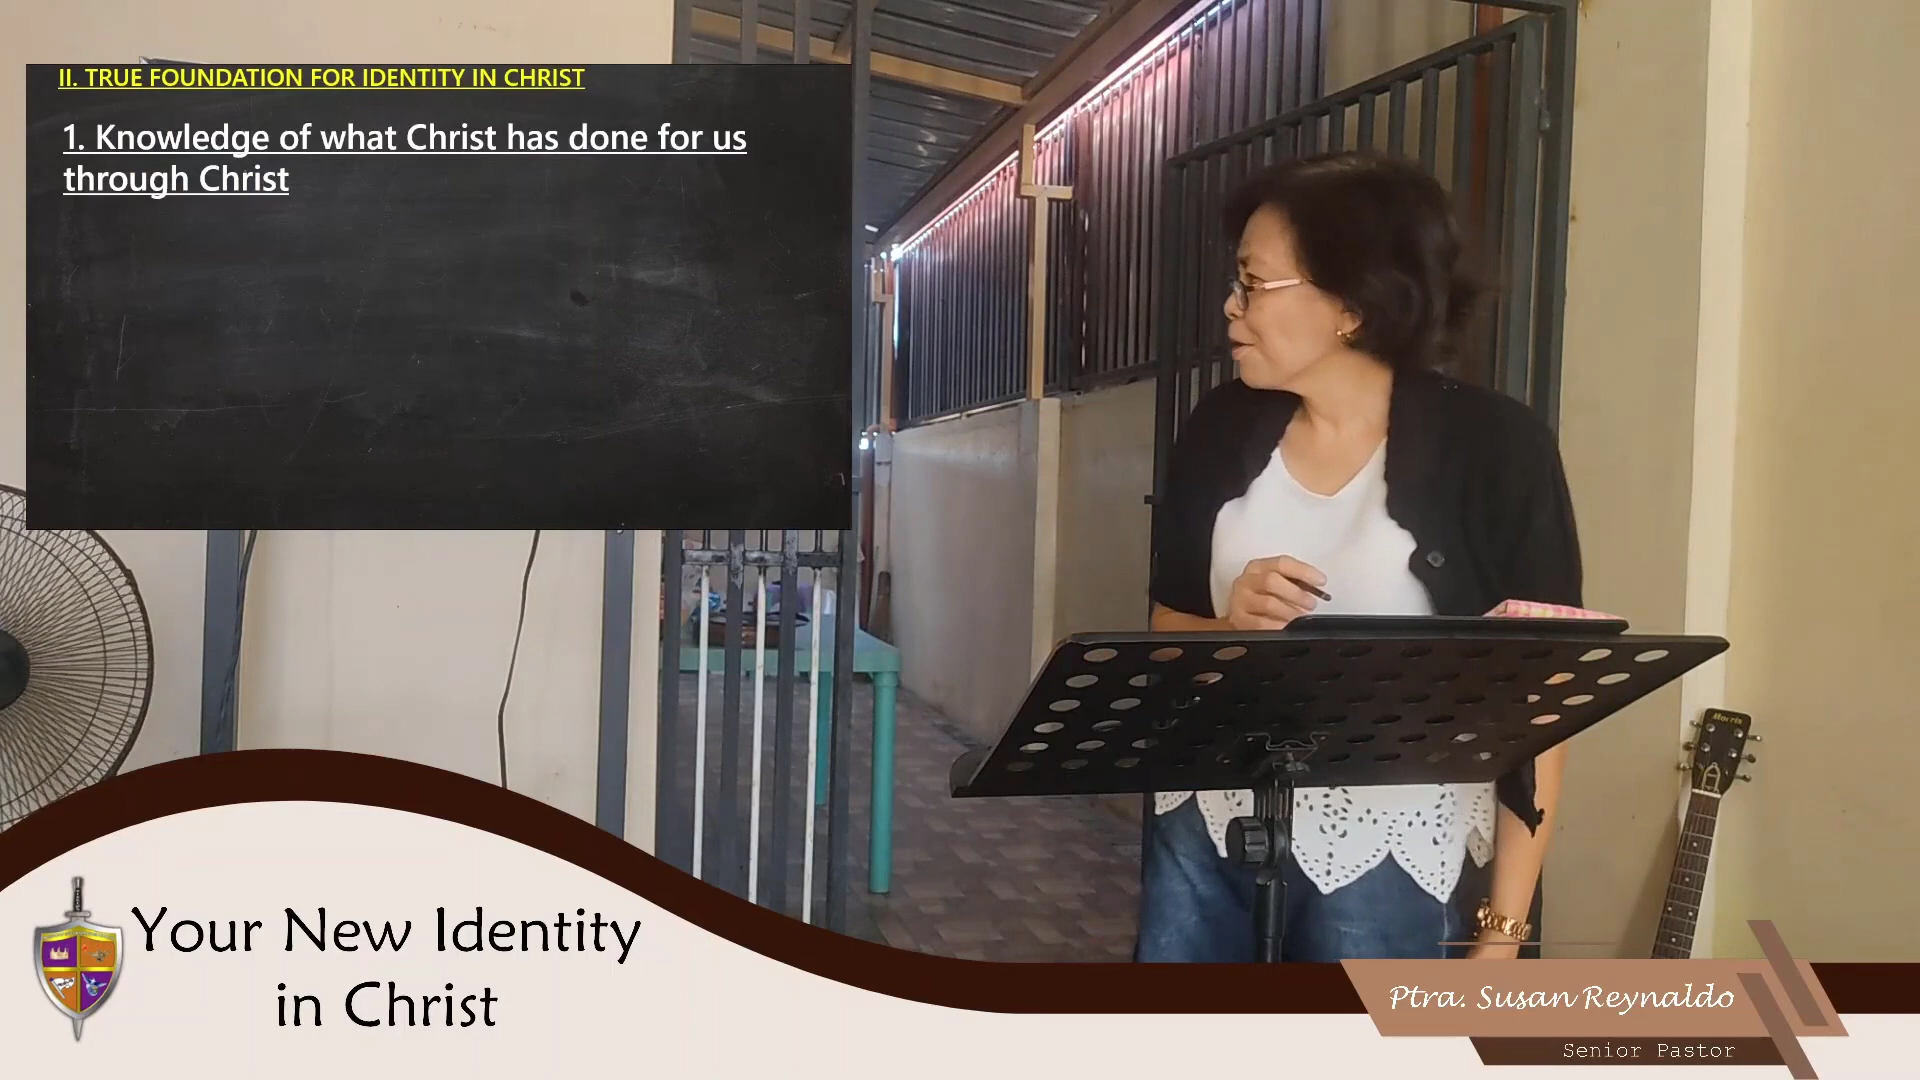 II. TRUE FOUNDATION FOR IDENTITY IN CHRIST
1. Knowledge of what Christ has done for us
through Christ
Morris
Your New Identity
in Christ
Ptra. Susan Reynaldo
Senior Pastor